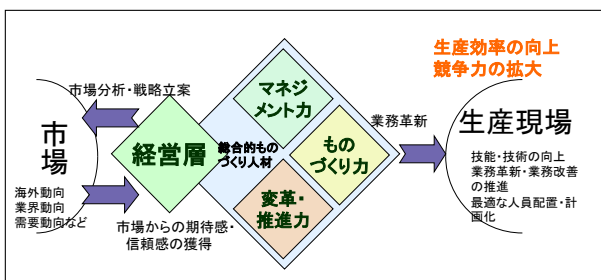 生産効率の向上
競争力の拡大
市場分析・戦略立案
マネジ
メント力
業務革新
市
場
経営層
総合的もの
づくり人材
もの
づくり力
生産現場
技能・技術の向上
業務革新・業務改善
の推進
最適な人員配置・計
画化
海外動向
業界動向
需要動向など
変革・
推進力
市場からの期待感・
信頼感の獲得